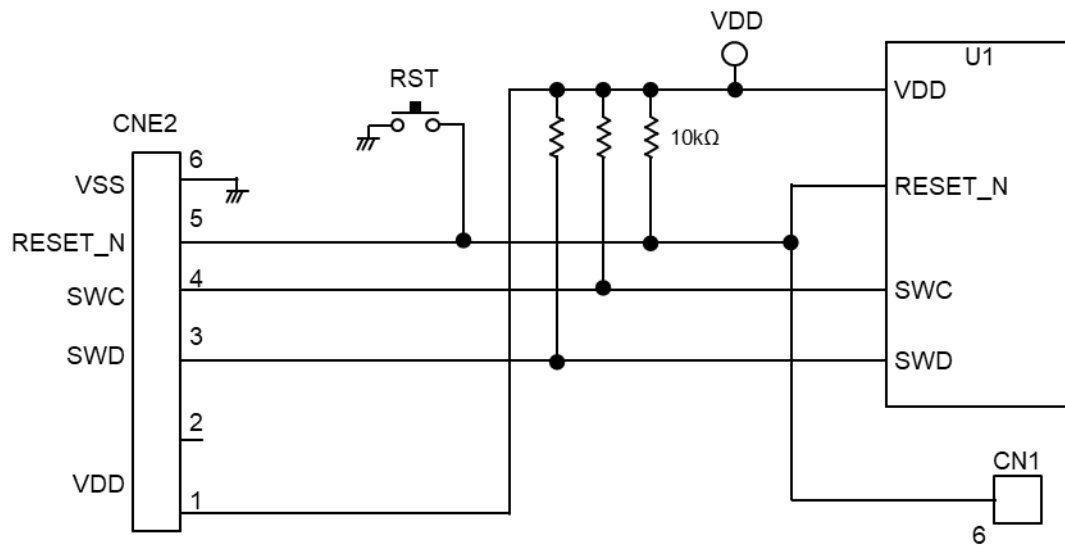 VDD
U1
RST
VDD
CNE2
10kΩ
6
VSS
RESET_N
5
RESET_N
4
SWC
SWC
3
SWD
SWD
2
CN1
VDD
1
6